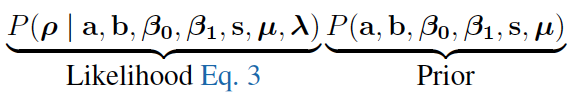 P(ρ | a, b, β₀, β₁, s, μ, λ) P(a, b, β₀, β₁, s, μ)
Likelihood Eq. 3 Prior